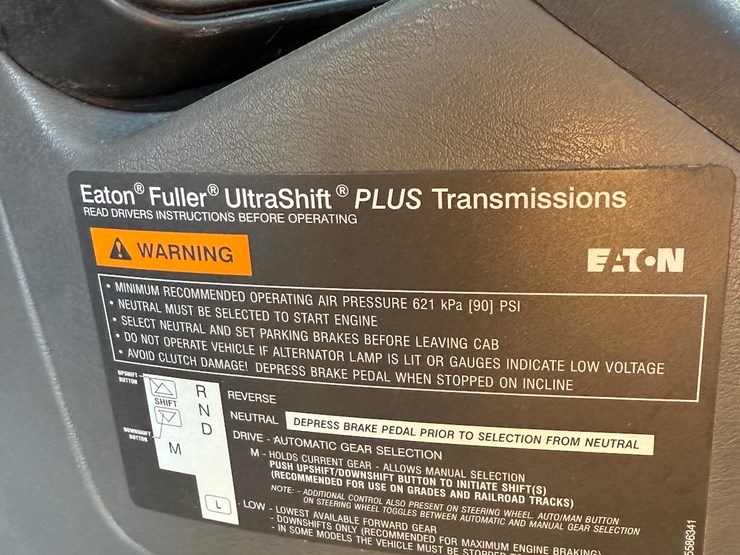 Eaton® Fuller® UltraShift® PLUS Transmissions
READ DRIVERS INSTRUCTIONS BEFORE OPERATING
WARNING
EATON
• MINIMUM RECOMMENDED OPERATING AIR PRESSURE 621 kPa [90] PSI
• NEUTRAL MUST BE SELECTED TO START ENGINE
• SELECT NEUTRAL AND SET PARKING BRAKES BEFORE LEAVING CAB
• DO NOT OPERATE VEHICLE IF ALTERNATOR LAMP IS LIT OR GAUGES INDICATE LOW VOLTAGE
• AVOID CLUTCH DAMAGE! DEPRESS BRAKE PEDAL WHEN STOPPED ON INCLINE
UPSHIFT
BUTTON
SHIFT
DOWNSHIFT
BUTTON
M
R
N
D
L
REVERSE
NEUTRAL DEPRESS BRAKE PEDAL PRIOR TO SELECTION FROM NEUTRAL
DRIVE - AUTOMATIC GEAR SELECTION
M - HOLDS CURRENT GEAR - ALLOWS MANUAL SELECTION
PUSH UPSHIFT/DOWNSHIFT BUTTON TO INITIATE SHIFT(S)
(RECOMMENDED FOR USE ON GRADES AND RAILROAD TRACKS)
NOTE: - ADDITIONAL CONTROL ALSO PRESENT ON STEERING WHEEL. AUTO/MAN BUTTON
ON STEERING WHEEL TOGGLES BETWEEN AUTOMATIC AND MANUAL GEAR SELECTION
LOW - LOWEST AVAILABLE FORWARD GEAR
- DOWNSHIFTS ONLY (RECOMMENDED FOR MAXIMUM ENGINE BRAKING)
- IN SOME MODELS THE VEHICLE MUST BE STOPPED
5586341